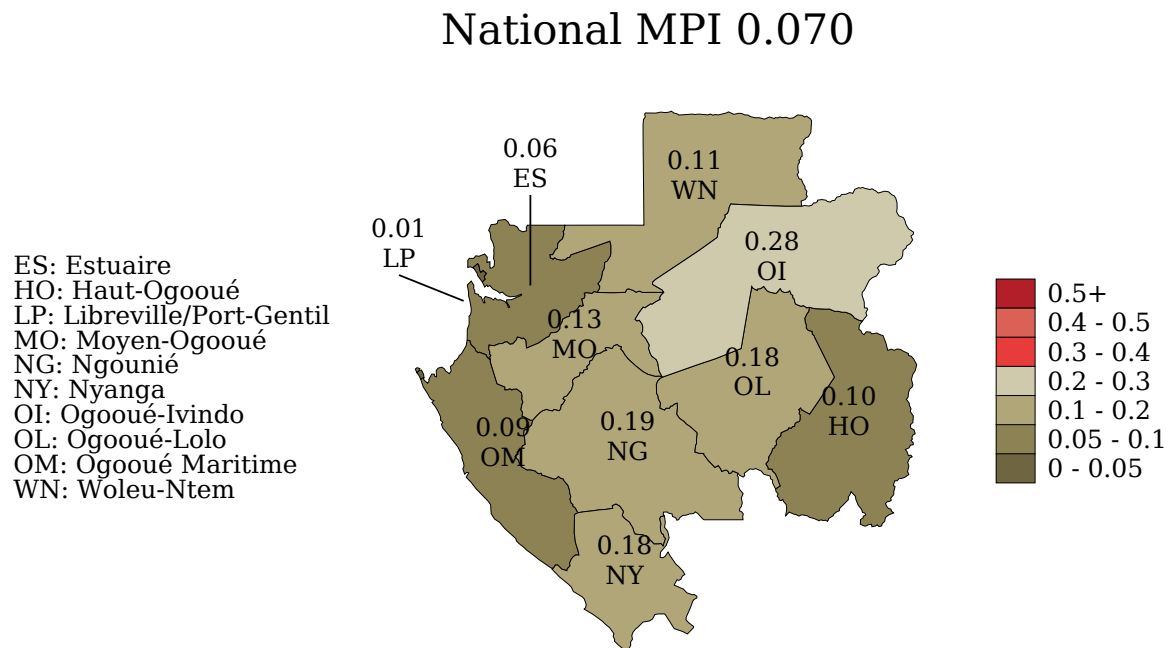 National MPI 0.070
0.06
ES
0.11
WN
0.01
LP
0.28
OI
0.13
MO
0.18
OL
0.10
HO
0.09
OM
0.19
NG
0.18
NY
ES: Estuaire
HO: Haut-Ogooué
LP: Libreville/Port-Gentil
MO: Moyen-Ogooué
NG: Ngounié
NY: Nyanga
OI: Ogooué-Ivindo
OL: Ogooué-Lolo
OM: Ogooué Maritime
WN: Woleu-Ntem
0.5+
0.4 - 0.5
0.3 - 0.4
0.2 - 0.3
0.1 - 0.2
0.05 - 0.1
0 - 0.05